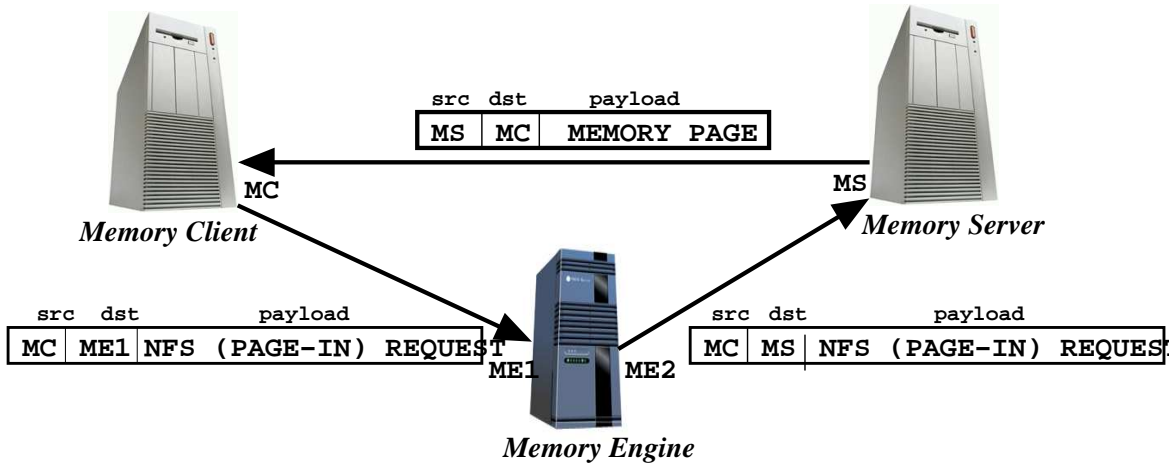 src dst payload
MS MC MEMORY PAGE
MC
MS
Memory Client
Memory Server
src dst payload
MC ME1 NFS (PAGE-IN) REQUEST
src dst payload
MC MS NFS (PAGE-IN) REQUEST
ME1
ME2
Memory Engine